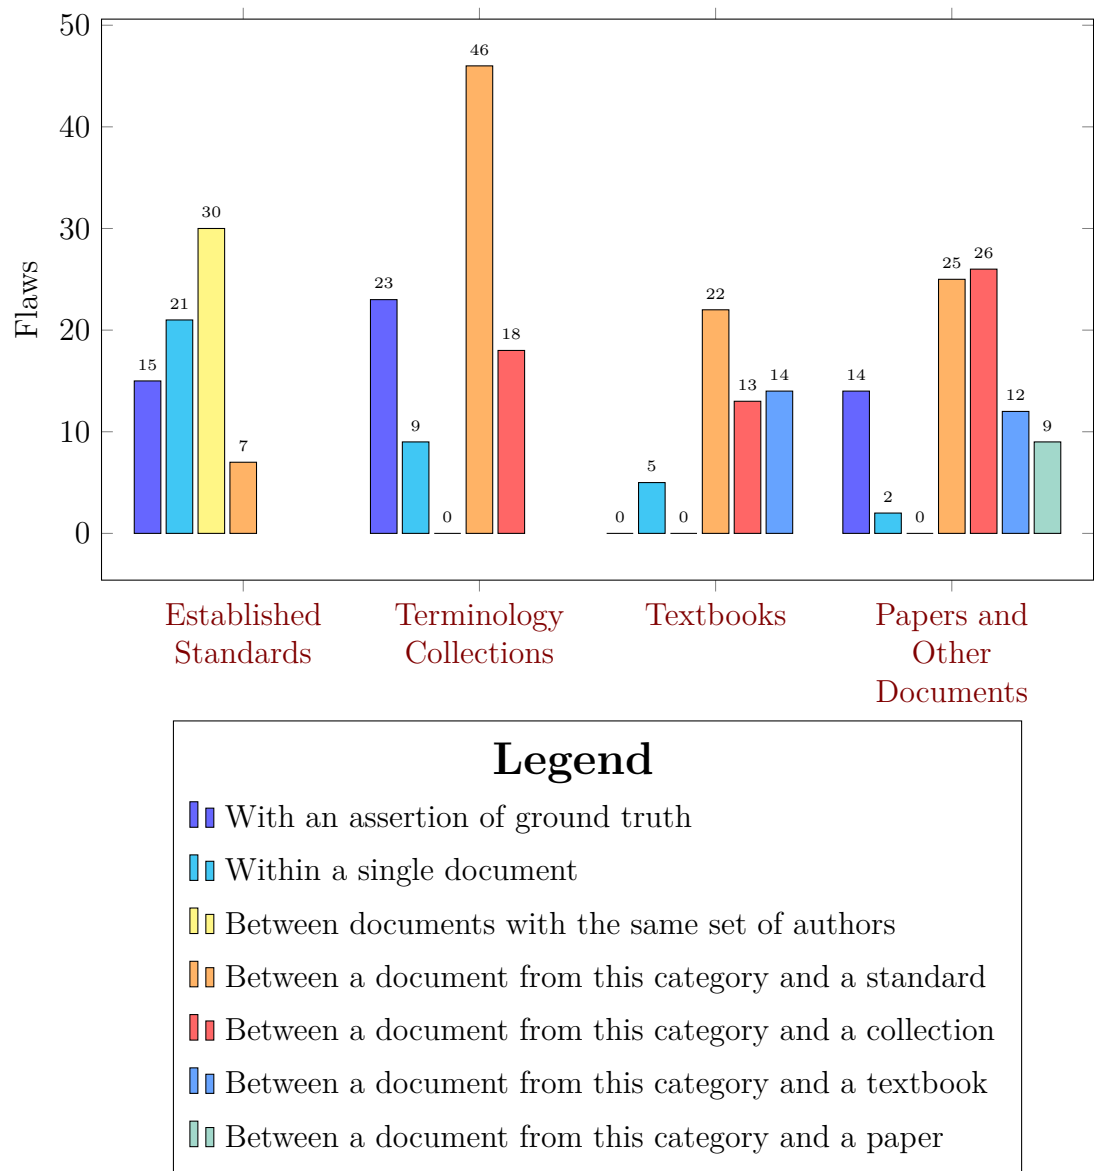 50
40
30
20
10
0
Flaws
15
21
30
7
23
9
0
46
18
0
5
0
22
13
14
14
2
0
25
26
12
9
Established
Standards
Terminology
Collections
Textbooks
Papers and
Other
Documents
Legend
With an assertion of ground truth
Within a single document
Between documents with the same set of authors
Between a document from this category and a standard
Between a document from this category and a collection
Between a document from this category and a textbook
Between a document from this category and a paper